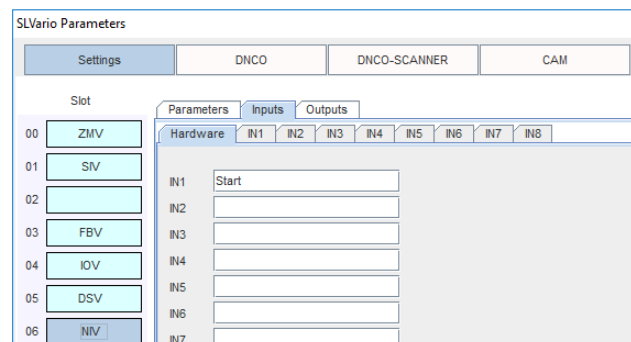 SLVario Parameters
Settings DNCO DNCO-SCANNER CAM
Slot
Parameters Inputs Outputs
00 ZMV
Hardware IN1 IN2 IN3 IN4 IN5 IN6 IN7 IN8
01 SIV
IN1 Start
02
IN2
03 FBV
IN3
04 IOV
IN4
05 DSV
IN5
06 NIV
IN6
IN7